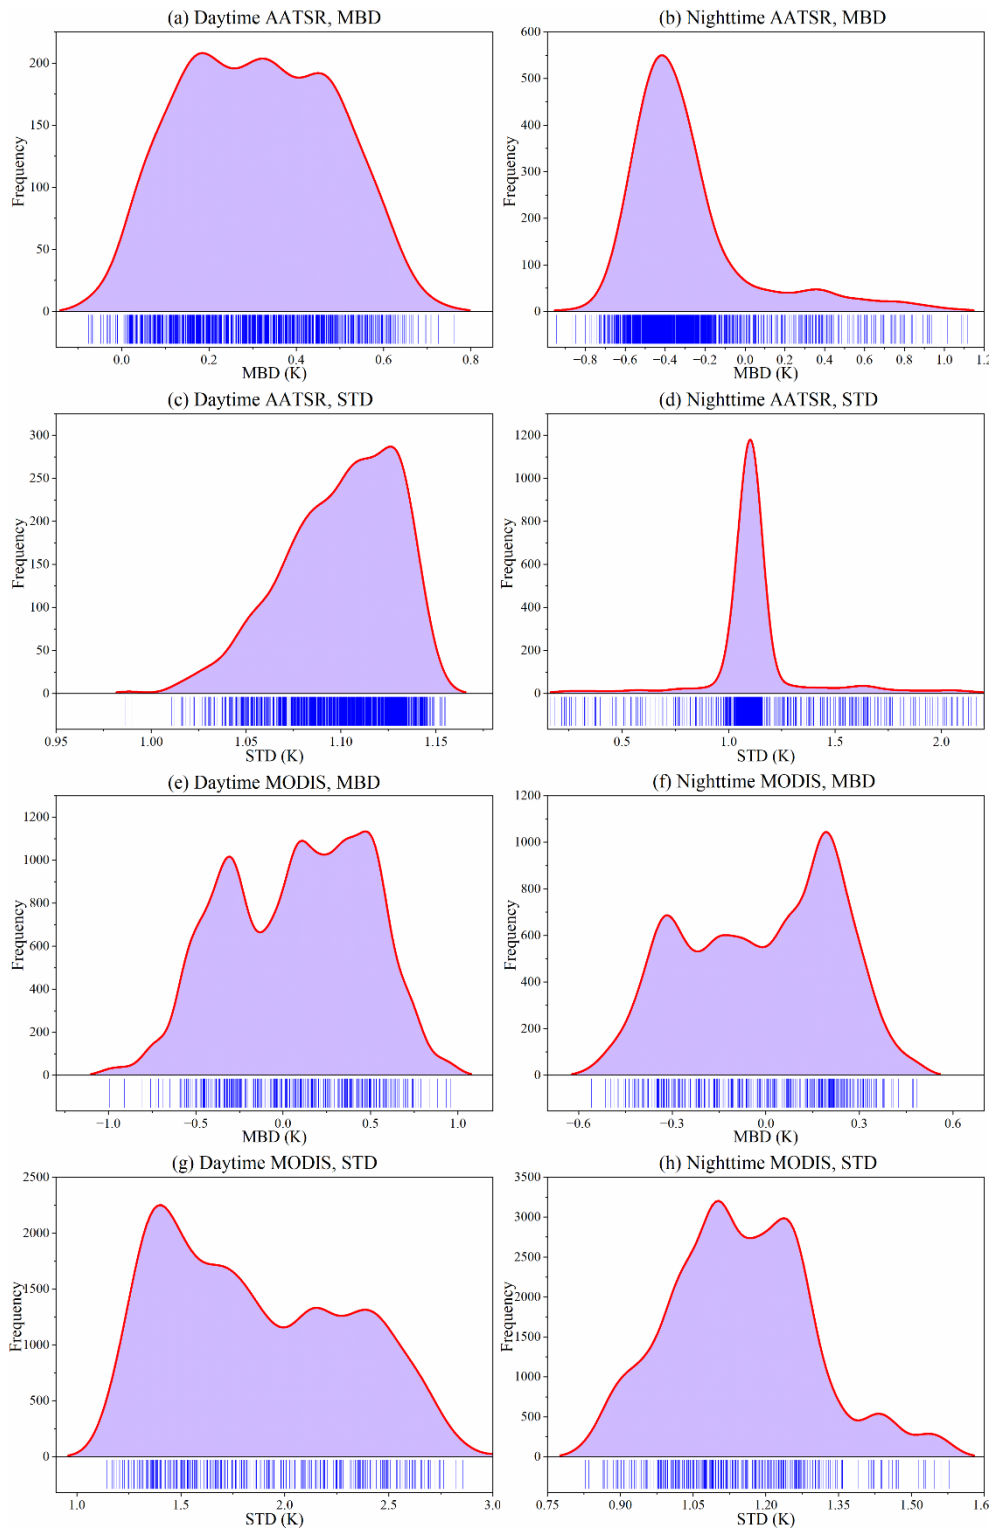 (a) Daytime AATSR, MBD
200
150
100
50
0
Frequency
0.0 0.2 0.4 0.6 0.8
MBD (K)
(b) Nighttime AATSR, MBD
600
500
400
300
200
100
0
Frequency
−0.8 −0.6 −0.4 −0.2 0.0 0.2 0.4 0.6 0.8 1.0 1.2
MBD (K)
(c) Daytime AATSR, STD
300
250
200
150
100
50
0
Frequency
0.95 1.00 1.05 1.10 1.15
STD (K)
(d) Nighttime AATSR, STD
1200
1000
800
600
400
200
0
Frequency
0.5 1.0 1.5 2.0
STD (K)
(e) Daytime MODIS, MBD
1200
1000
800
600
400
200
0
Frequency
−1.0 −0.5 0.0 0.5 1.0
MBD (K)
(f) Nighttime MODIS, MBD
1200
1000
800
600
400
200
0
Frequency
−0.6 −0.3 0.0 0.3 0.6
MBD (K)
(g) Daytime MODIS, STD
2500
2000
1500
1000
500
0
Frequency
1.0 1.5 2.0 2.5 3.0
STD (K)
(h) Nighttime MODIS, STD
3500
3000
2500
2000
1500
1000
500
0
Frequency
0.75 0.90 1.05 1.20 1.35 1.50 1.6
STD (K)